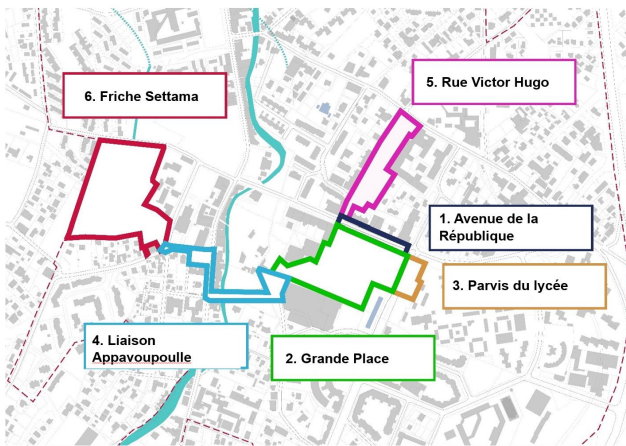 6. Friche Settama
5. Rue Victor Hugo
1. Avenue de la
République
3. Parvis du lycée
4. Liaison
Appavoupoulle
2. Grande Place